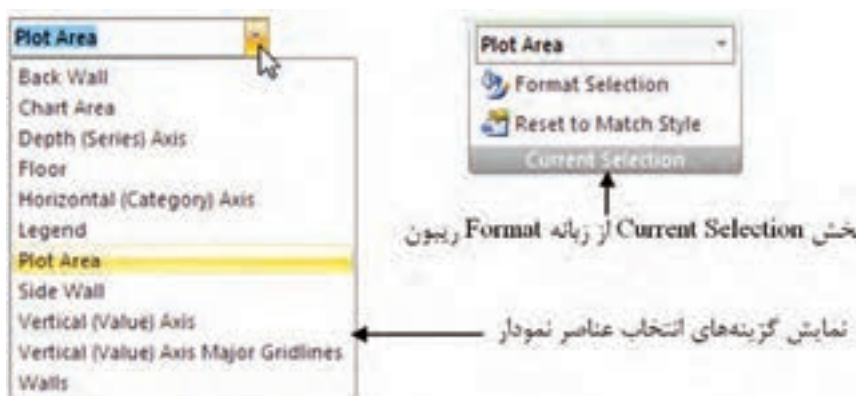 Plot Area
Back Wall
Chart Area
Depth (Series) Axis
Floor
Horizontal (Category) Axis
Legend
Plot Area
Side Wall
Vertical (Value) Axis
Vertical (Value) Axis Major Gridlines
Walls
Plot Area
Format Selection
Reset to Match Style
Current Selection
بخش Current Selection از زبانه Format ریبون
نمایش گزینه‌های انتخاب عناصر نمودار